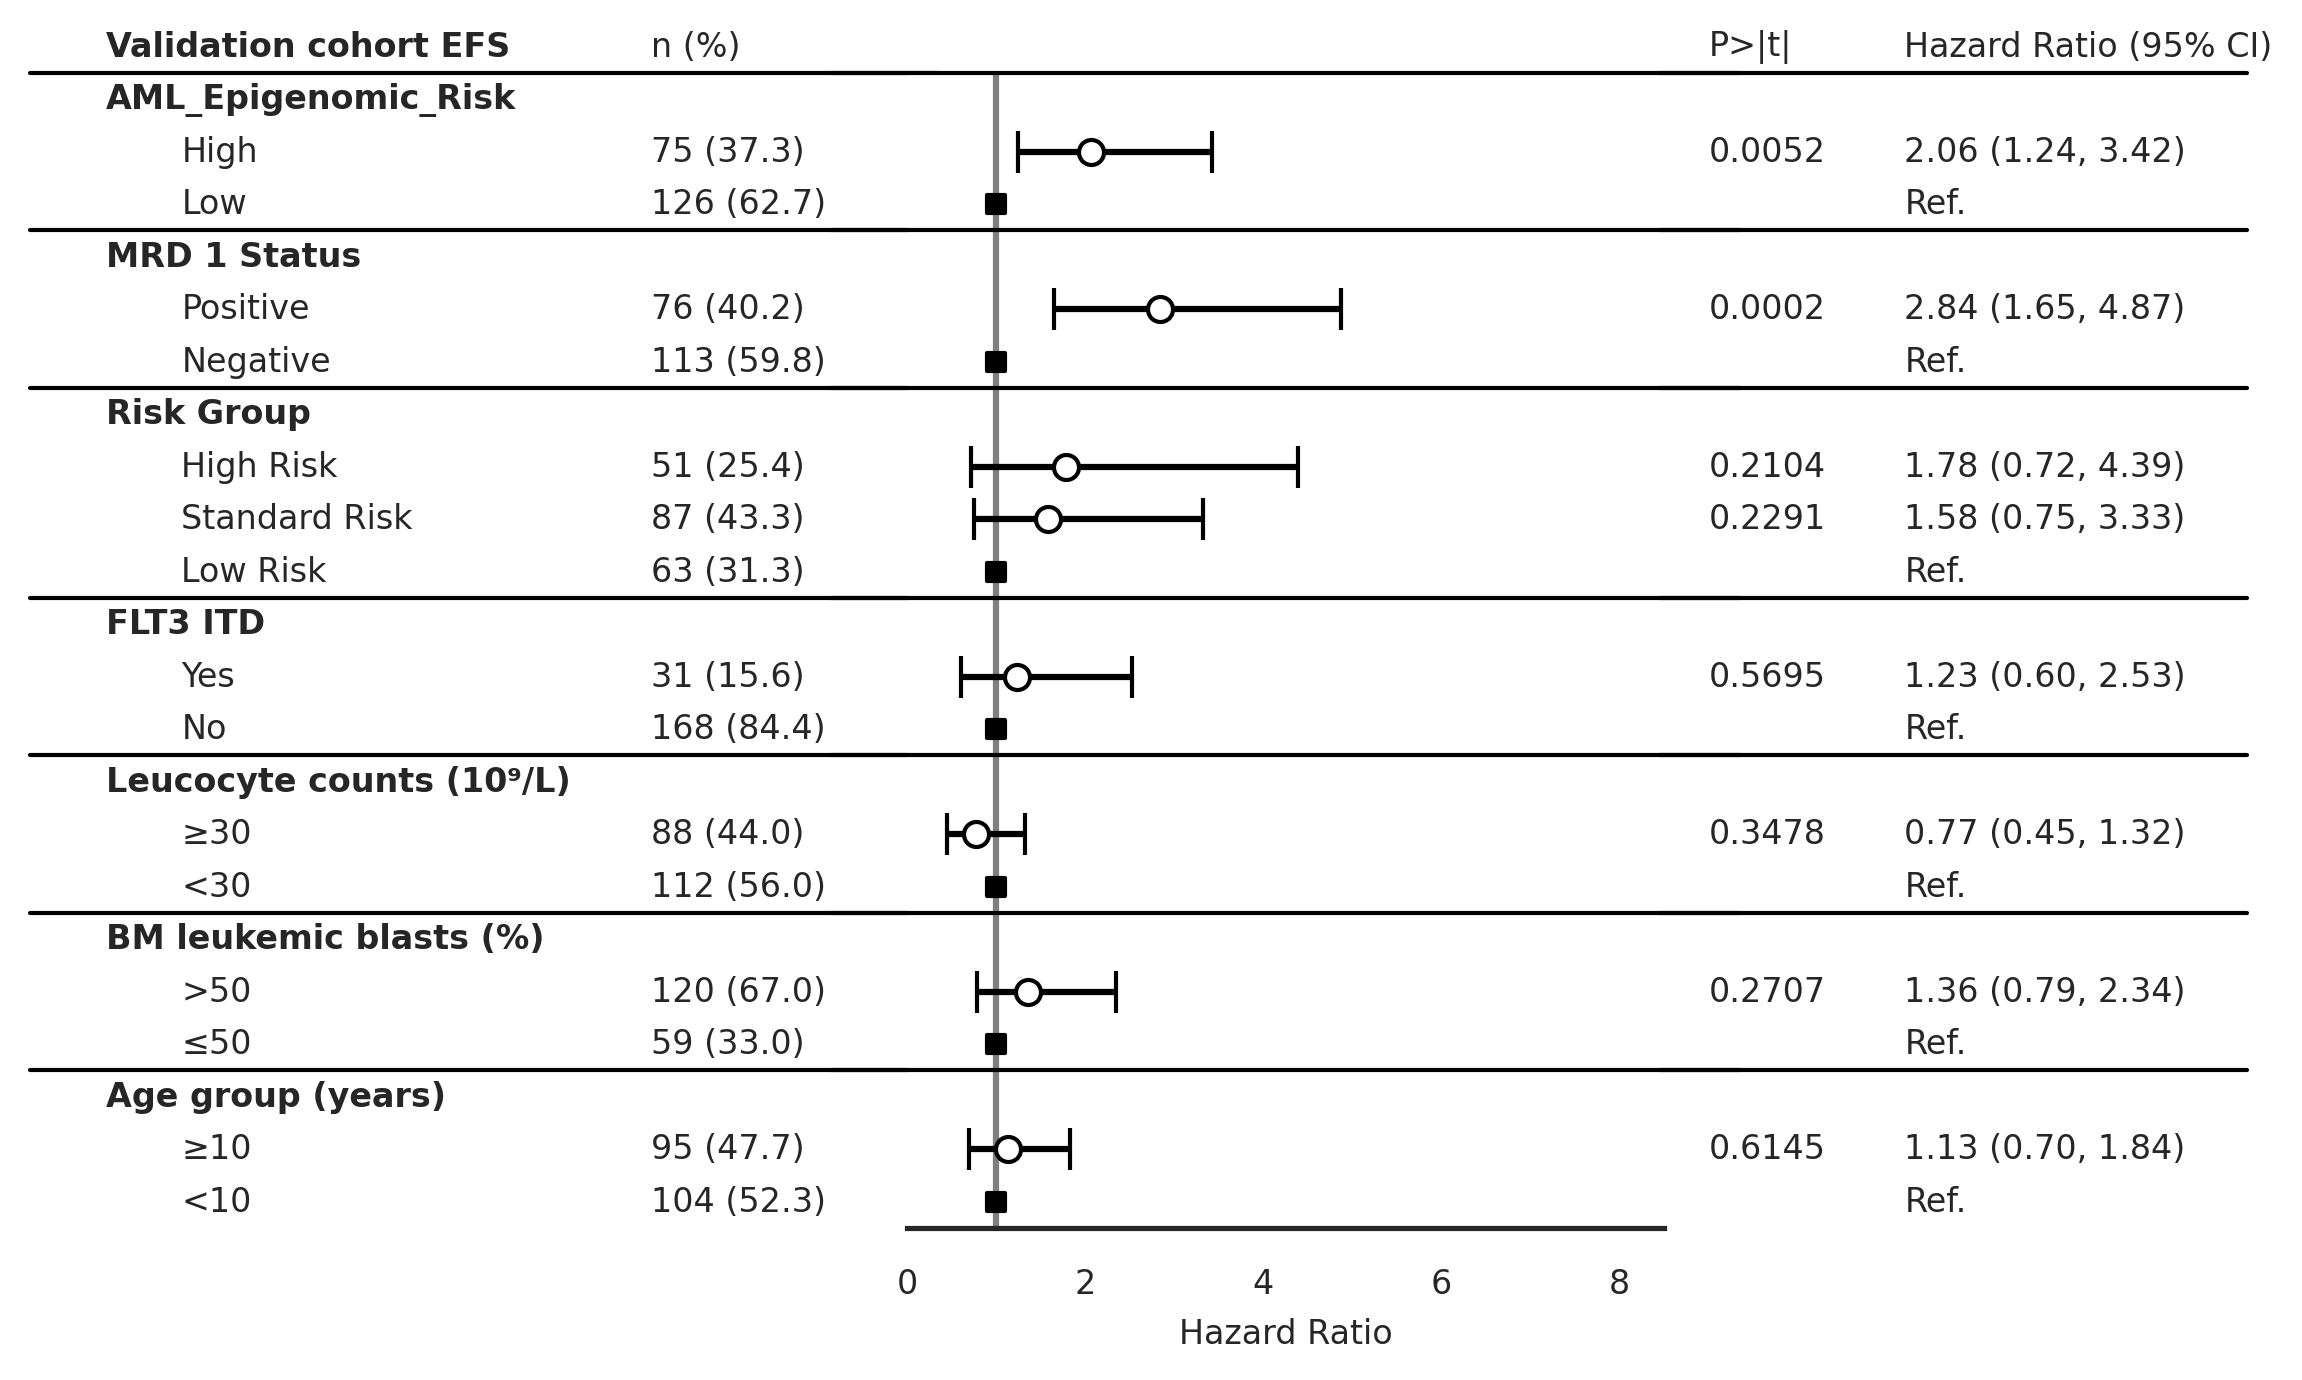 Validation cohort EFS n (%) P>|t| Hazard Ratio (95% CI)
AML_Epigenomic_Risk
High 75 (37.3) 0.0052 2.06 (1.24, 3.42)
Low 126 (62.7) Ref.
MRD 1 Status
Positive 76 (40.2) 0.0002 2.84 (1.65, 4.87)
Negative 113 (59.8) Ref.
Risk Group
High Risk 51 (25.4) 0.2104 1.78 (0.72, 4.39)
Standard Risk 87 (43.3) 0.2291 1.58 (0.75, 3.33)
Low Risk 63 (31.3) Ref.
FLT3 ITD
Yes 31 (15.6) 0.5695 1.23 (0.60, 2.53)
No 168 (84.4) Ref.
Leucocyte counts (10⁹/L)
≥30 88 (44.0) 0.3478 0.77 (0.45, 1.32)
<30 112 (56.0) Ref.
BM leukemic blasts (%)
>50 120 (67.0) 0.2707 1.36 (0.79, 2.34)
≤50 59 (33.0) Ref.
Age group (years)
≥10 95 (47.7) 0.6145 1.13 (0.70, 1.84)
<10 104 (52.3) Ref.
0 2 4 6 8
Hazard Ratio